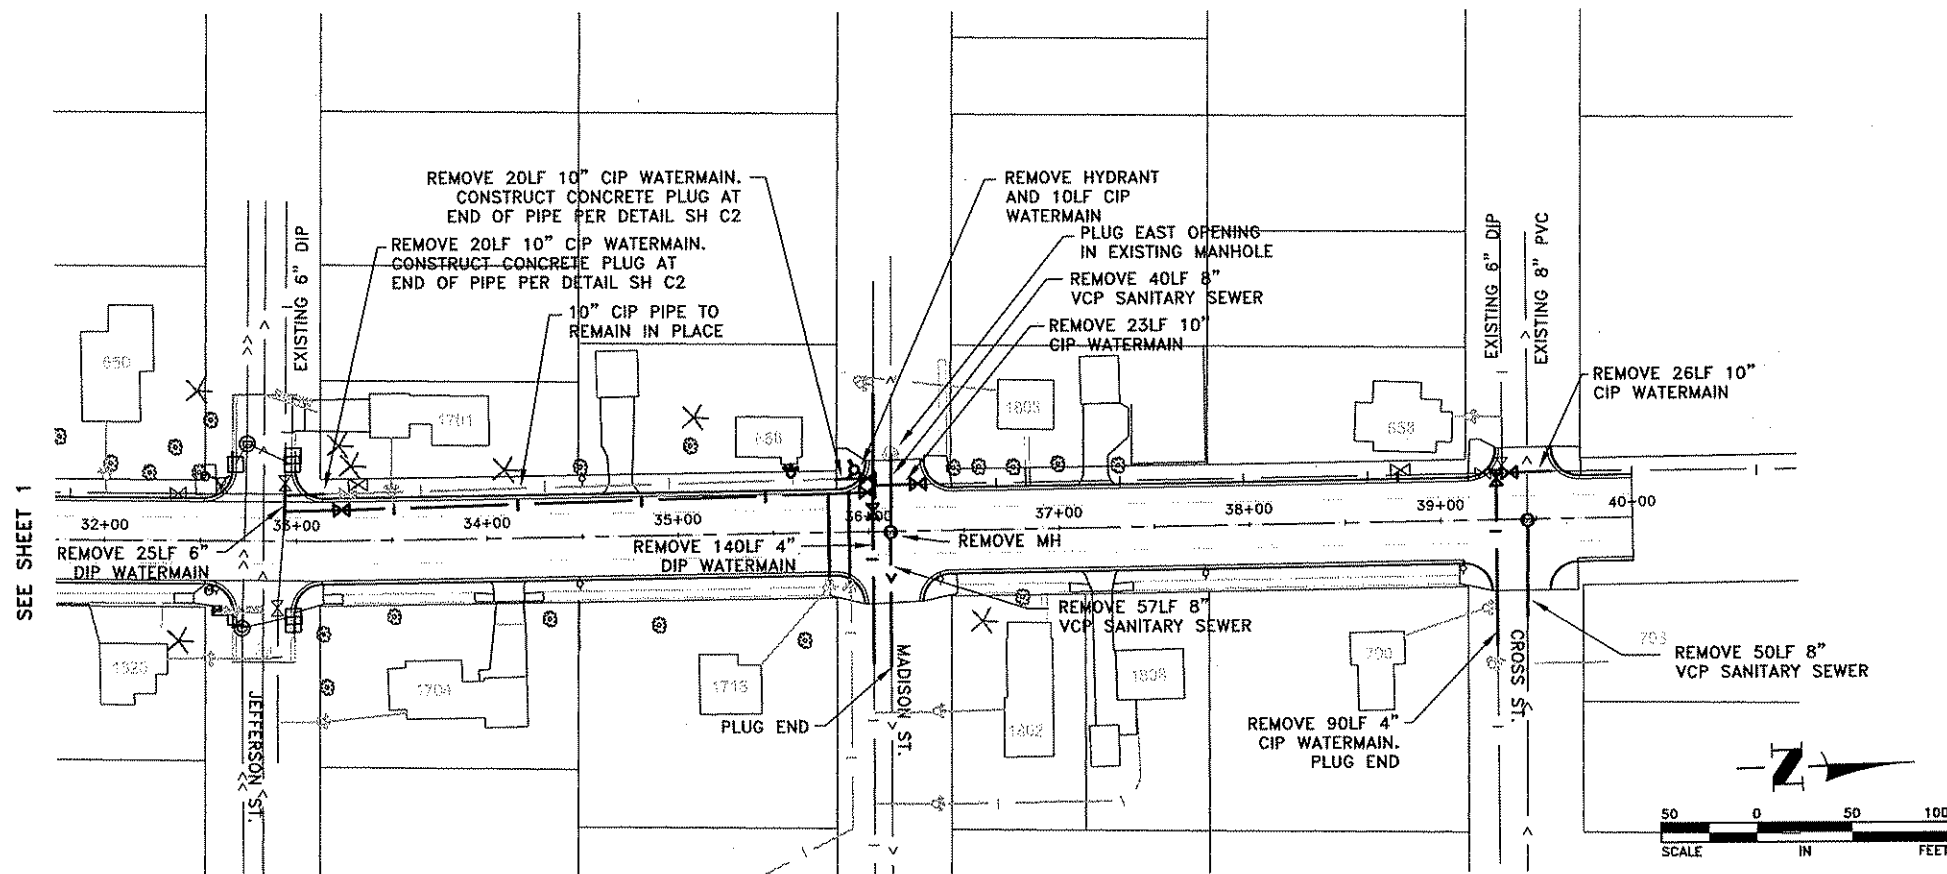 REMOVE 20LF 10" CIP WATERMAIN.
CONSTRUCT CONCRETE PLUG AT
END OF PIPE PER DETAIL SH C2
REMOVE 20LF 10" CIP WATERMAIN.
CONSTRUCT CONCRETE PLUG AT
END OF PIPE PER DETAIL SH C2
10" CIP PIPE TO
REMAIN IN PLACE
REMOVE HYDRANT
AND 10LF CIP
WATERMAIN
PLUG EAST OPENING
IN EXISTING MANHOLE
REMOVE 40LF 8"
VCP SANITARY SEWER
REMOVE 23LF 10"
CIP WATERMAIN
EXISTING 6" DIP
EXISTING 6" DIP
EXISTING 8" PVC
REMOVE 26LF 10"
CIP WATERMAIN
1701
1803
SEE SHEET 1
32+00
33+00
34+00
35+00
36+00
37+00
38+00
39+00
40+00
REMOVE 25LF 6"
DIP WATERMAIN
REMOVE 140LF 4"
DIP WATERMAIN
REMOVE MH
REMOVE 57LF 8"
VCP SANITARY SEWER
REMOVE 50LF 8"
VCP SANITARY SEWER
1704
1713
1808
700
1802
PLUG END
REMOVE 90LF 4"
CIP WATERMAIN.
PLUG END
JEFFERSON ST.
MADISON ST.
CROSS ST.
N
50 0 50 100
SCALE IN FEET